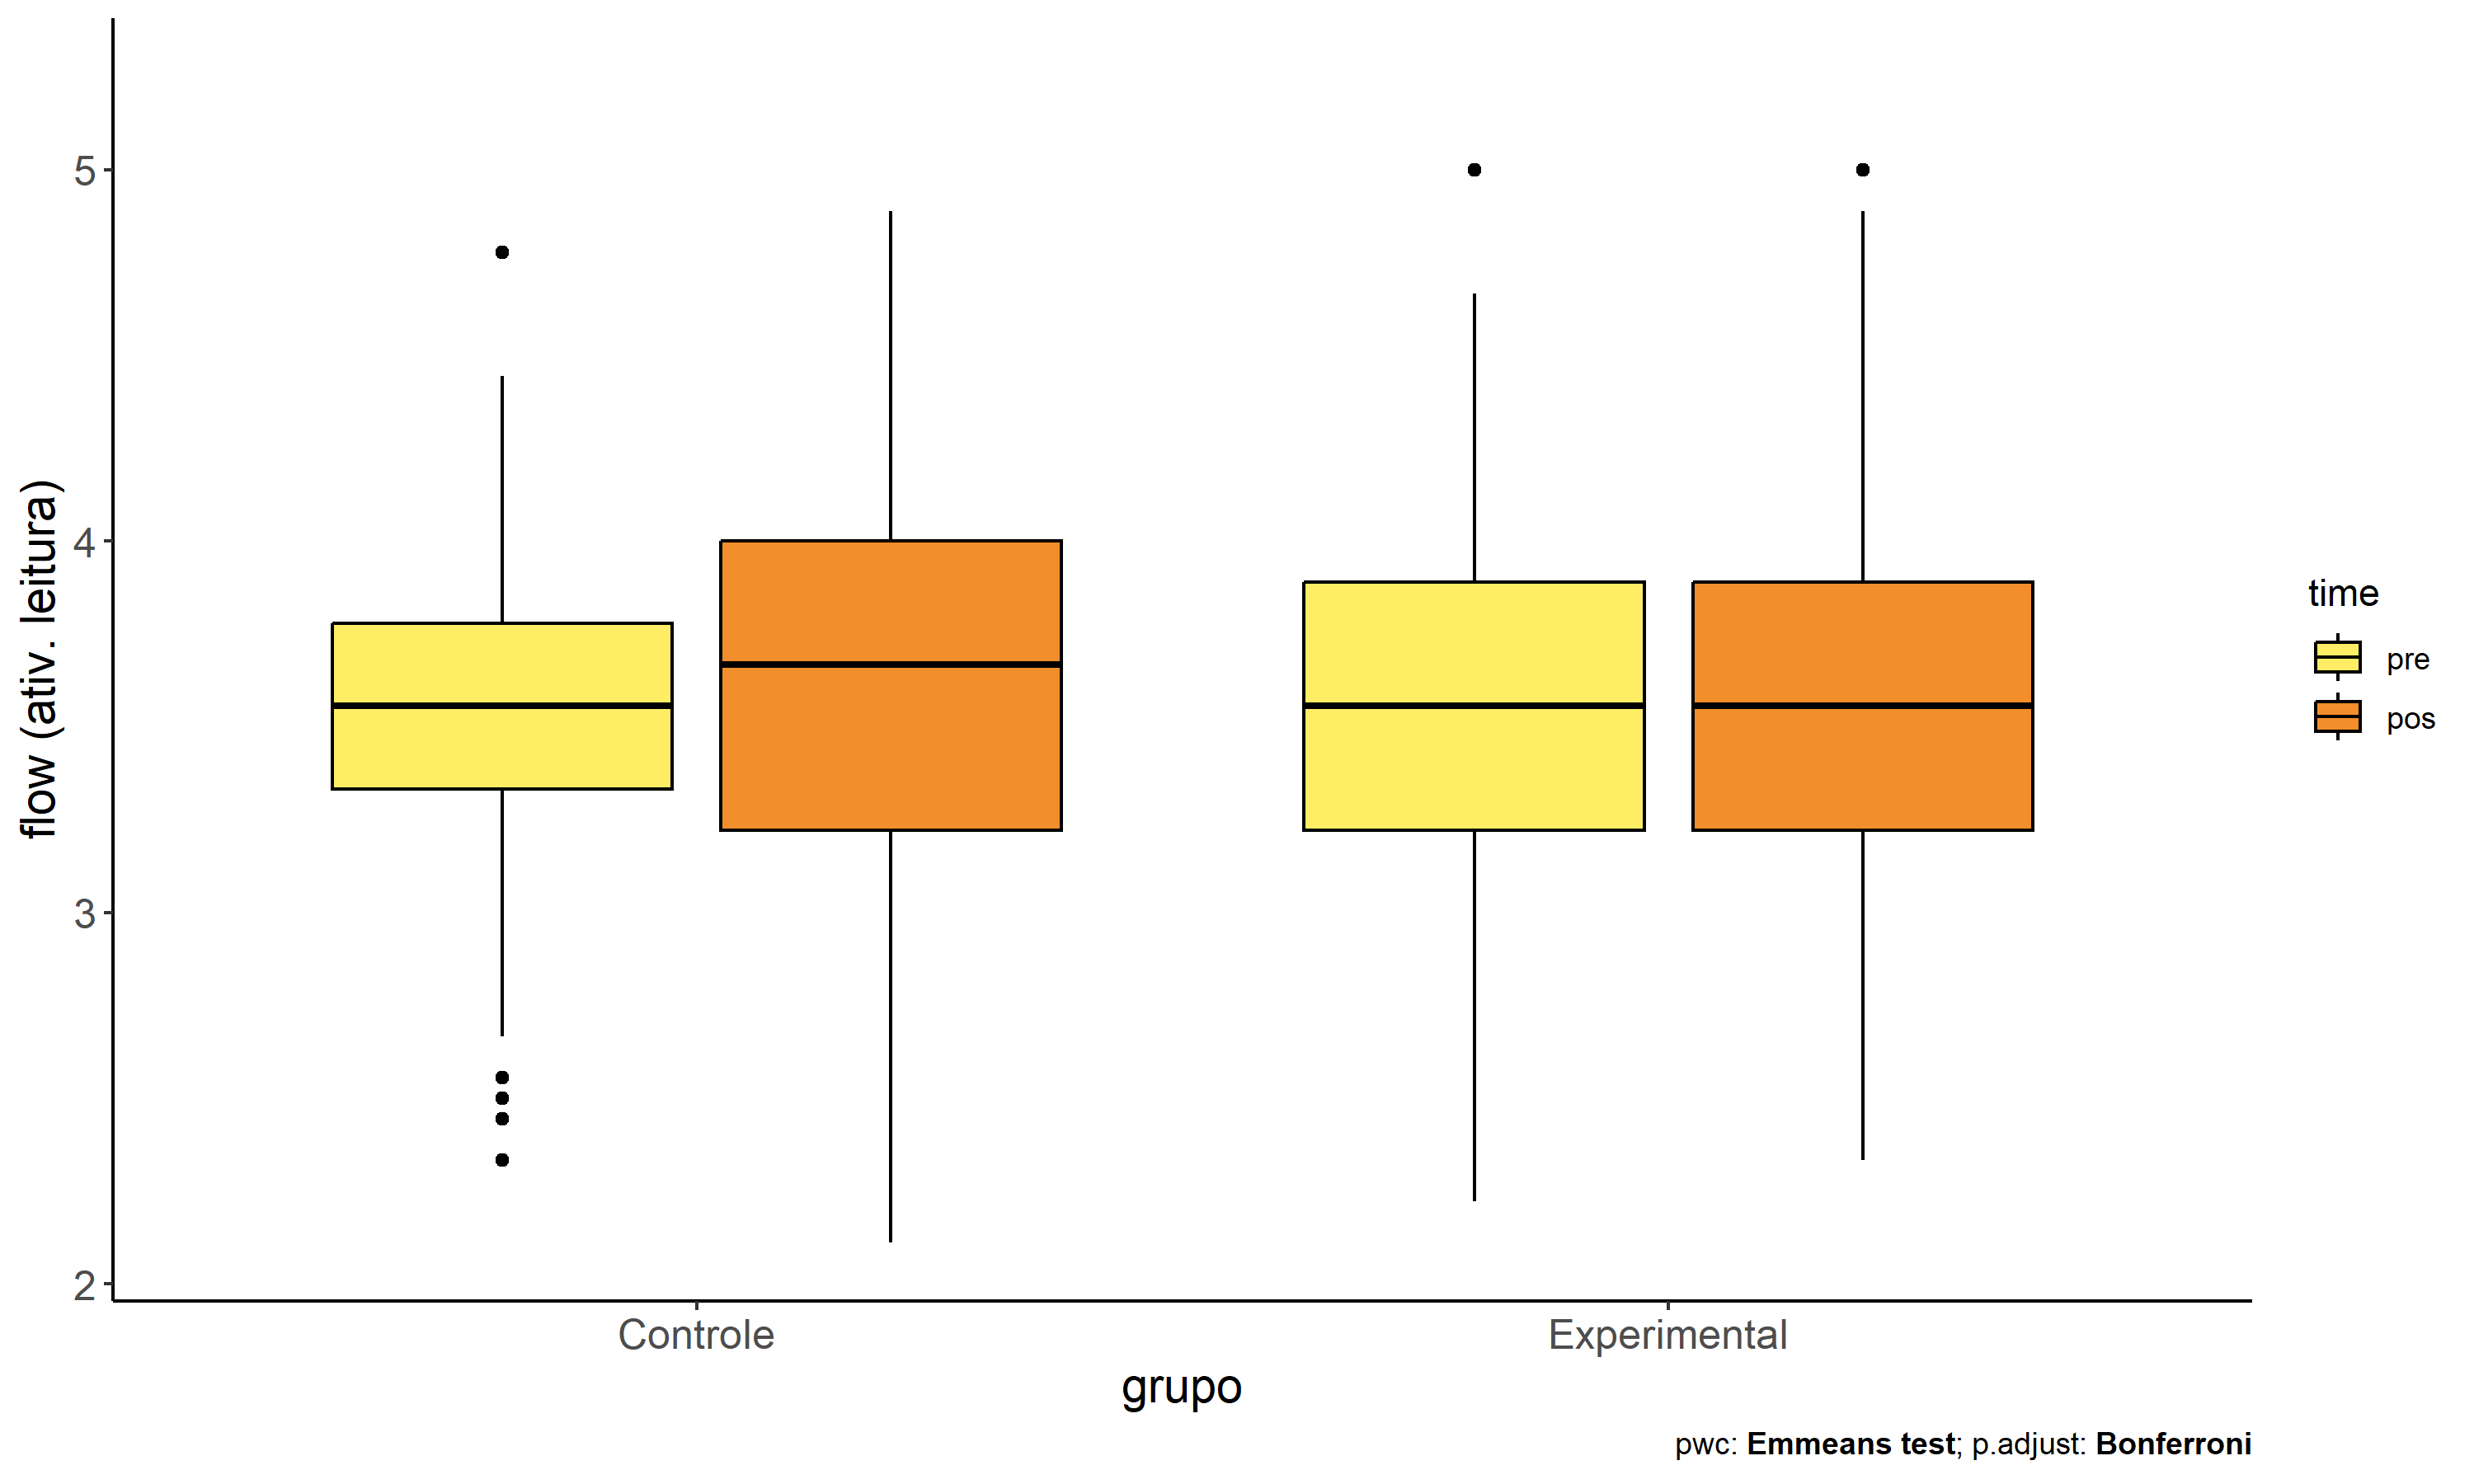 flow (ativ. leitura)
5
4
3
2
Controle
Experimental
grupo
time
pre
pos
pwc: Emmeans test; p.adjust: Bonferroni